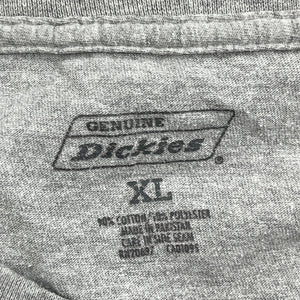 GENUINE
Dickies®
XL
90% COTTON/10% POLYESTER
MADE IN PAKISTAN
CARE IN SIDE SEAM